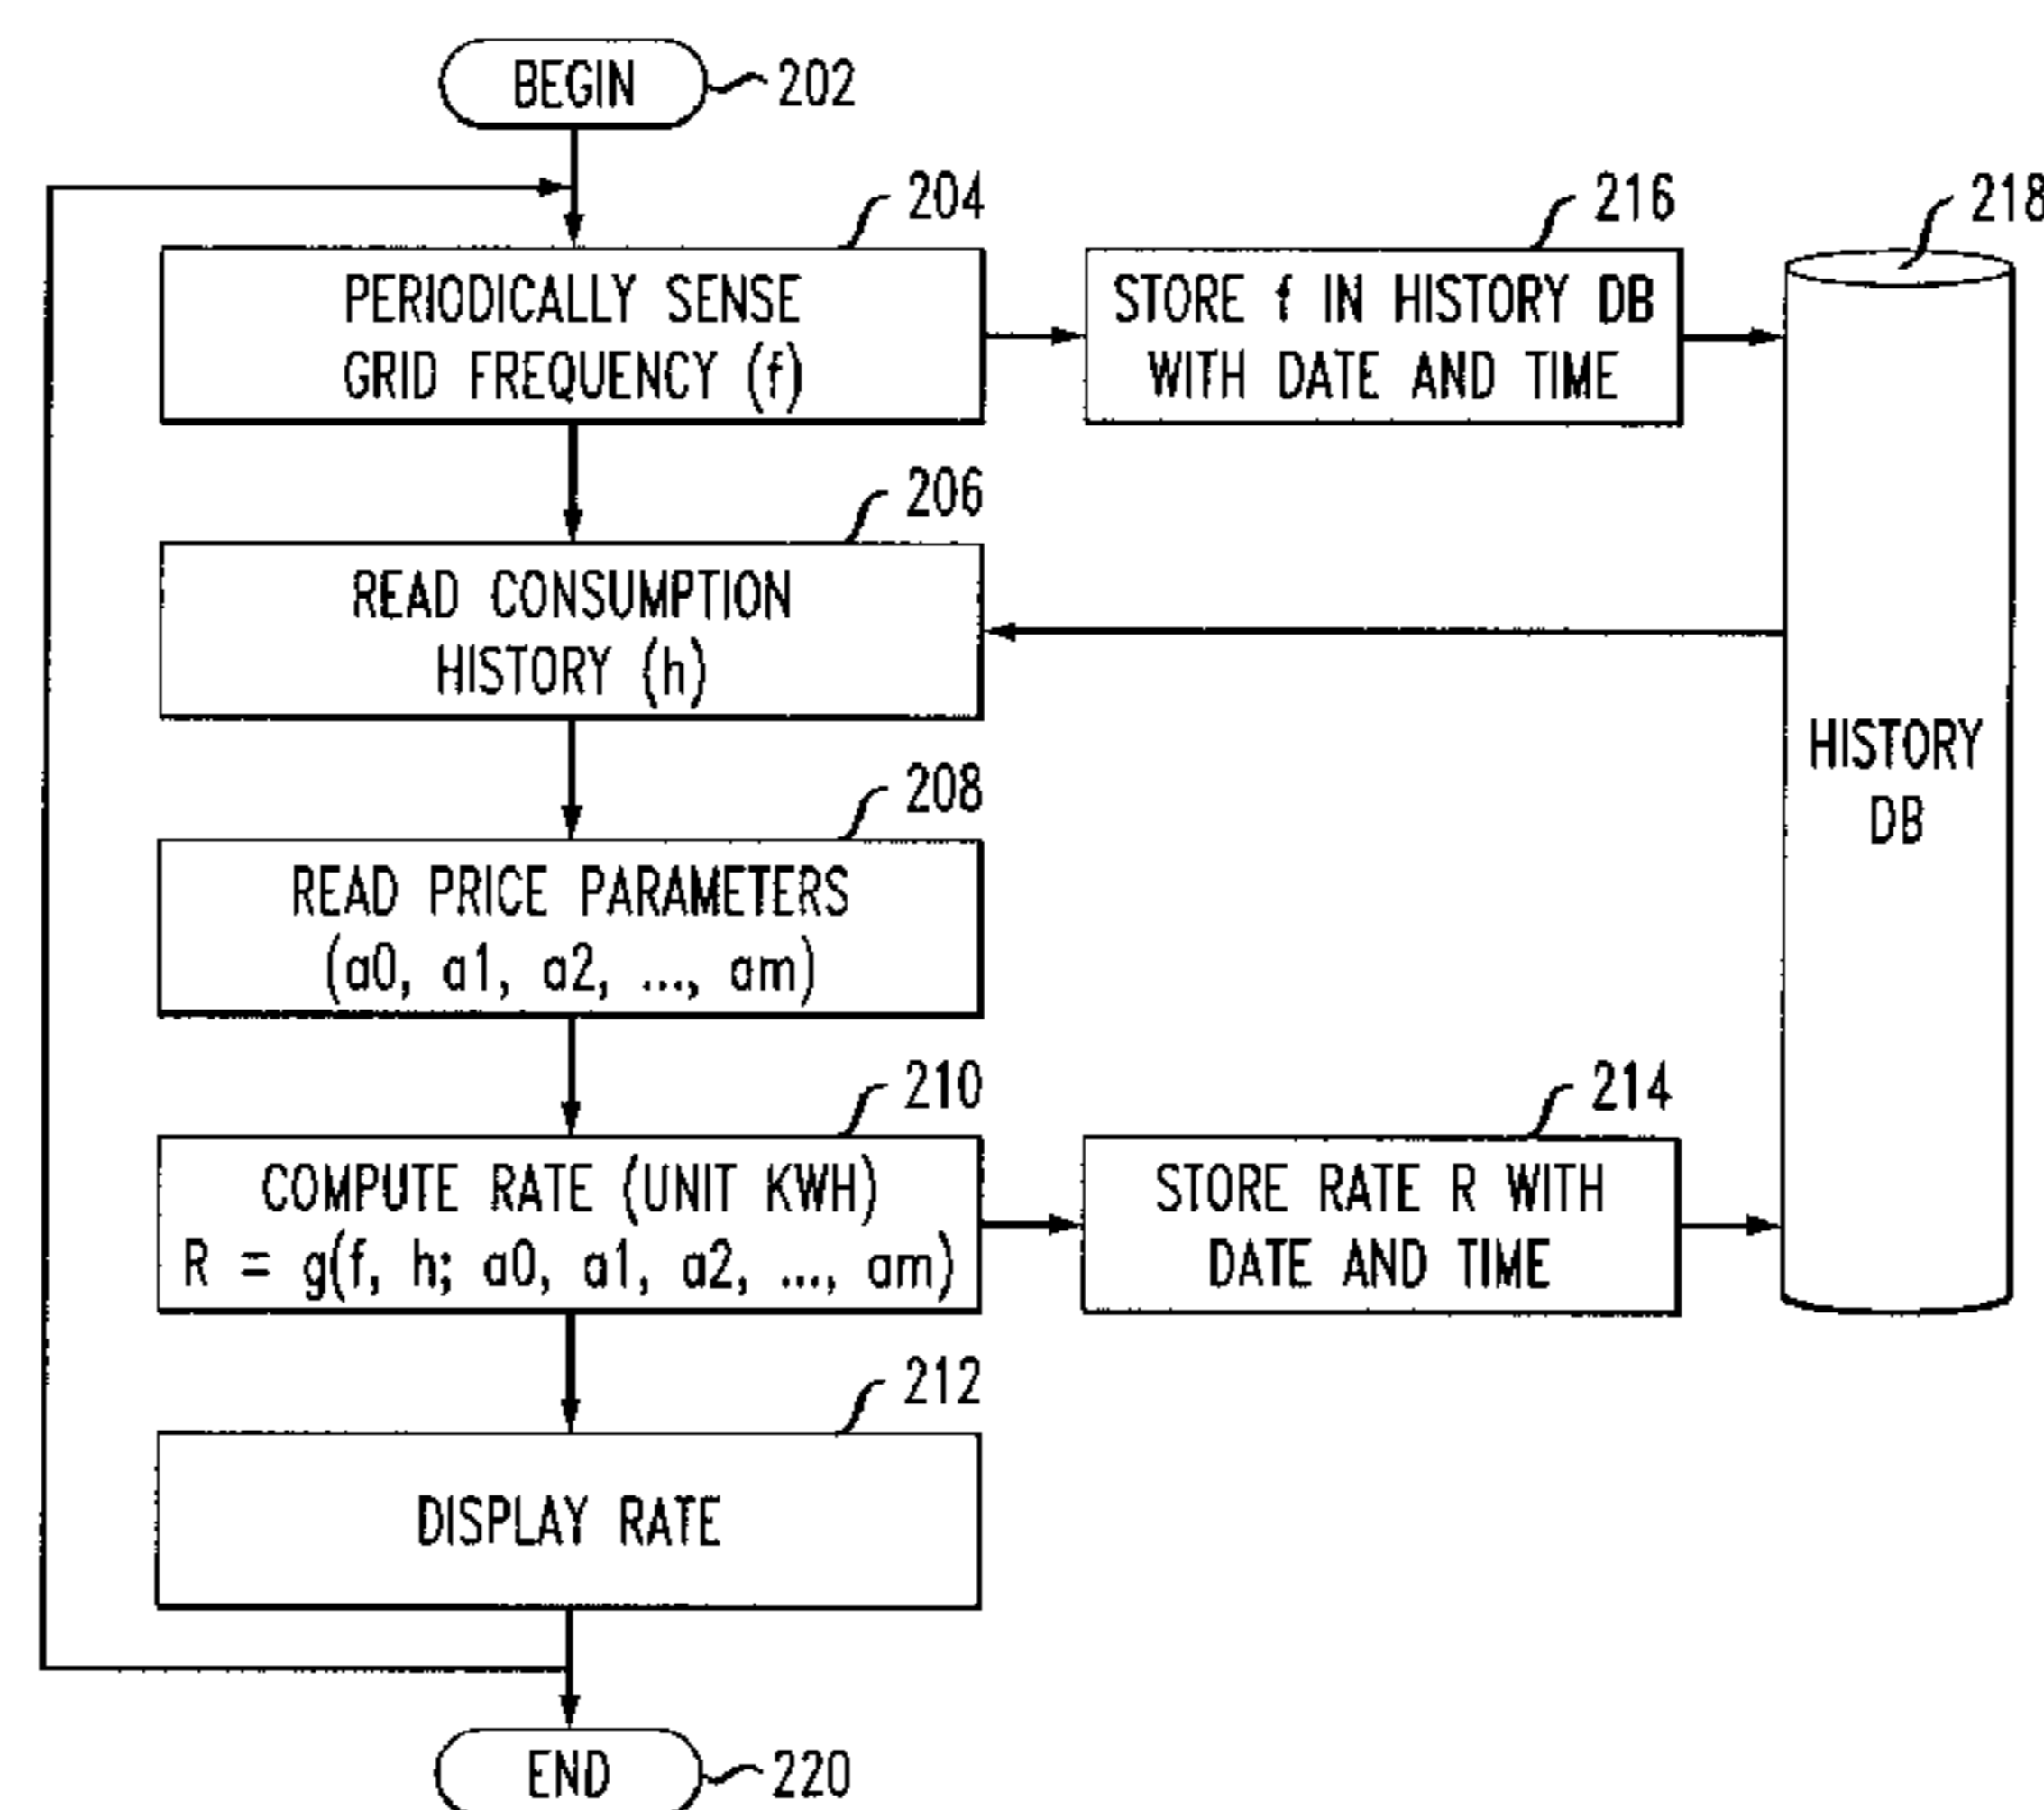 BEGIN
202
204
PERIODICALLY SENSE
GRID FREQUENCY (f)
216
STORE f IN HISTORY DB
WITH DATE AND TIME
218
206
READ CONSUMPTION
HISTORY (h)
HISTORY
DB
208
READ PRICE PARAMETERS
(a0, a1, a2, ..., am)
210
COMPUTE RATE (UNIT KWH)
R = g(f, h; a0, a1, a2, ..., am)
214
STORE RATE R WITH
DATE AND TIME
212
DISPLAY RATE
END
220